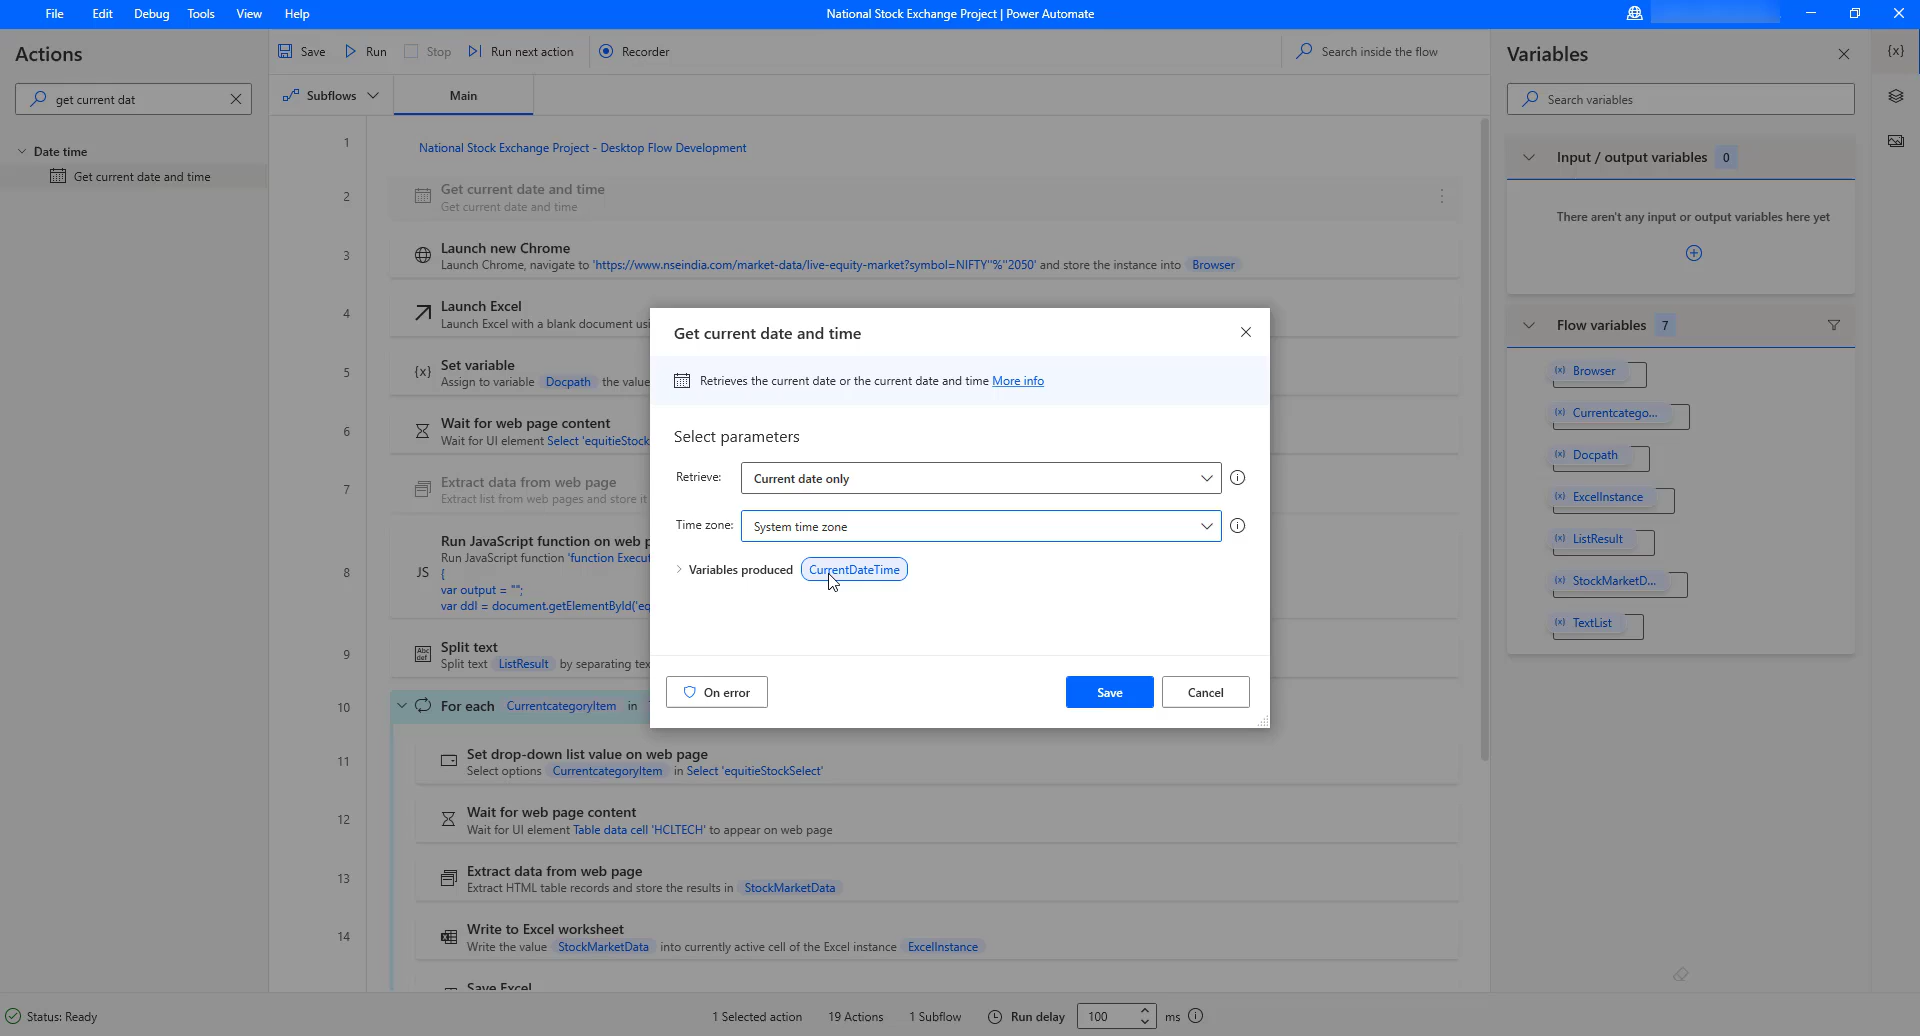 File Edit Debug Tools View Help
National Stock Exchange Project | Power Automate
Actions
get current dat
Date time
Get current date and time
Save Run Stop Run next action Recorder
Search inside the flow
Subflows Main
1 National Stock Exchange Project - Desktop Flow Development
2 Get current date and time
Get current date and time
3 Launch new Chrome
Launch Chrome, navigate to 'https://www.nseindia.com/market-data/live-equity-market?symbol=NIFTY"%"2050' and store the instance into Browser
4 Launch Excel
Launch Excel with a blank document usi
5 {x} Set variable
Assign to variable Docpath the value
6 Wait for web page content
Wait for UI element Select 'equitieStock
7 Extract data from web page
Extract list from web pages and store it
8 JS Run JavaScript function on web p
Run JavaScript function 'function Execut
{
var output = "";
var ddl = document.getElementById('eq
9 Abc def Split text
Split text ListResult by separating tex
10 For each CurrentcategoryItem in
11 Set drop-down list value on web page
Select options CurrentcategoryItem in Select 'equitieStockSelect'
12 Wait for web page content
Wait for UI element Table data cell 'HCLTECH' to appear on web page
13 Extract data from web page
Extract HTML table records and store the results in StockMarketData
14 Write to Excel worksheet
Write the value StockMarketData into currently active cell of the Excel instance ExcelInstance
Save Excel
Get current date and time
Retrieves the current date or the current date and time More info
Select parameters
Retrieve: Current date only
Time zone: System time zone
Variables produced CurrentDateTime
On error Save Cancel
Variables
{x}
Search variables
Input / output variables 0
There aren't any input or output variables here yet
Flow variables 7
(x) Browser
(x) Currentcatego...
(x) Docpath
(x) ExcelInstance
(x) ListResult
(x) StockMarketD...
(x) TextList
Status: Ready
1 Selected action 19 Actions 1 Subflow Run delay 100 ms